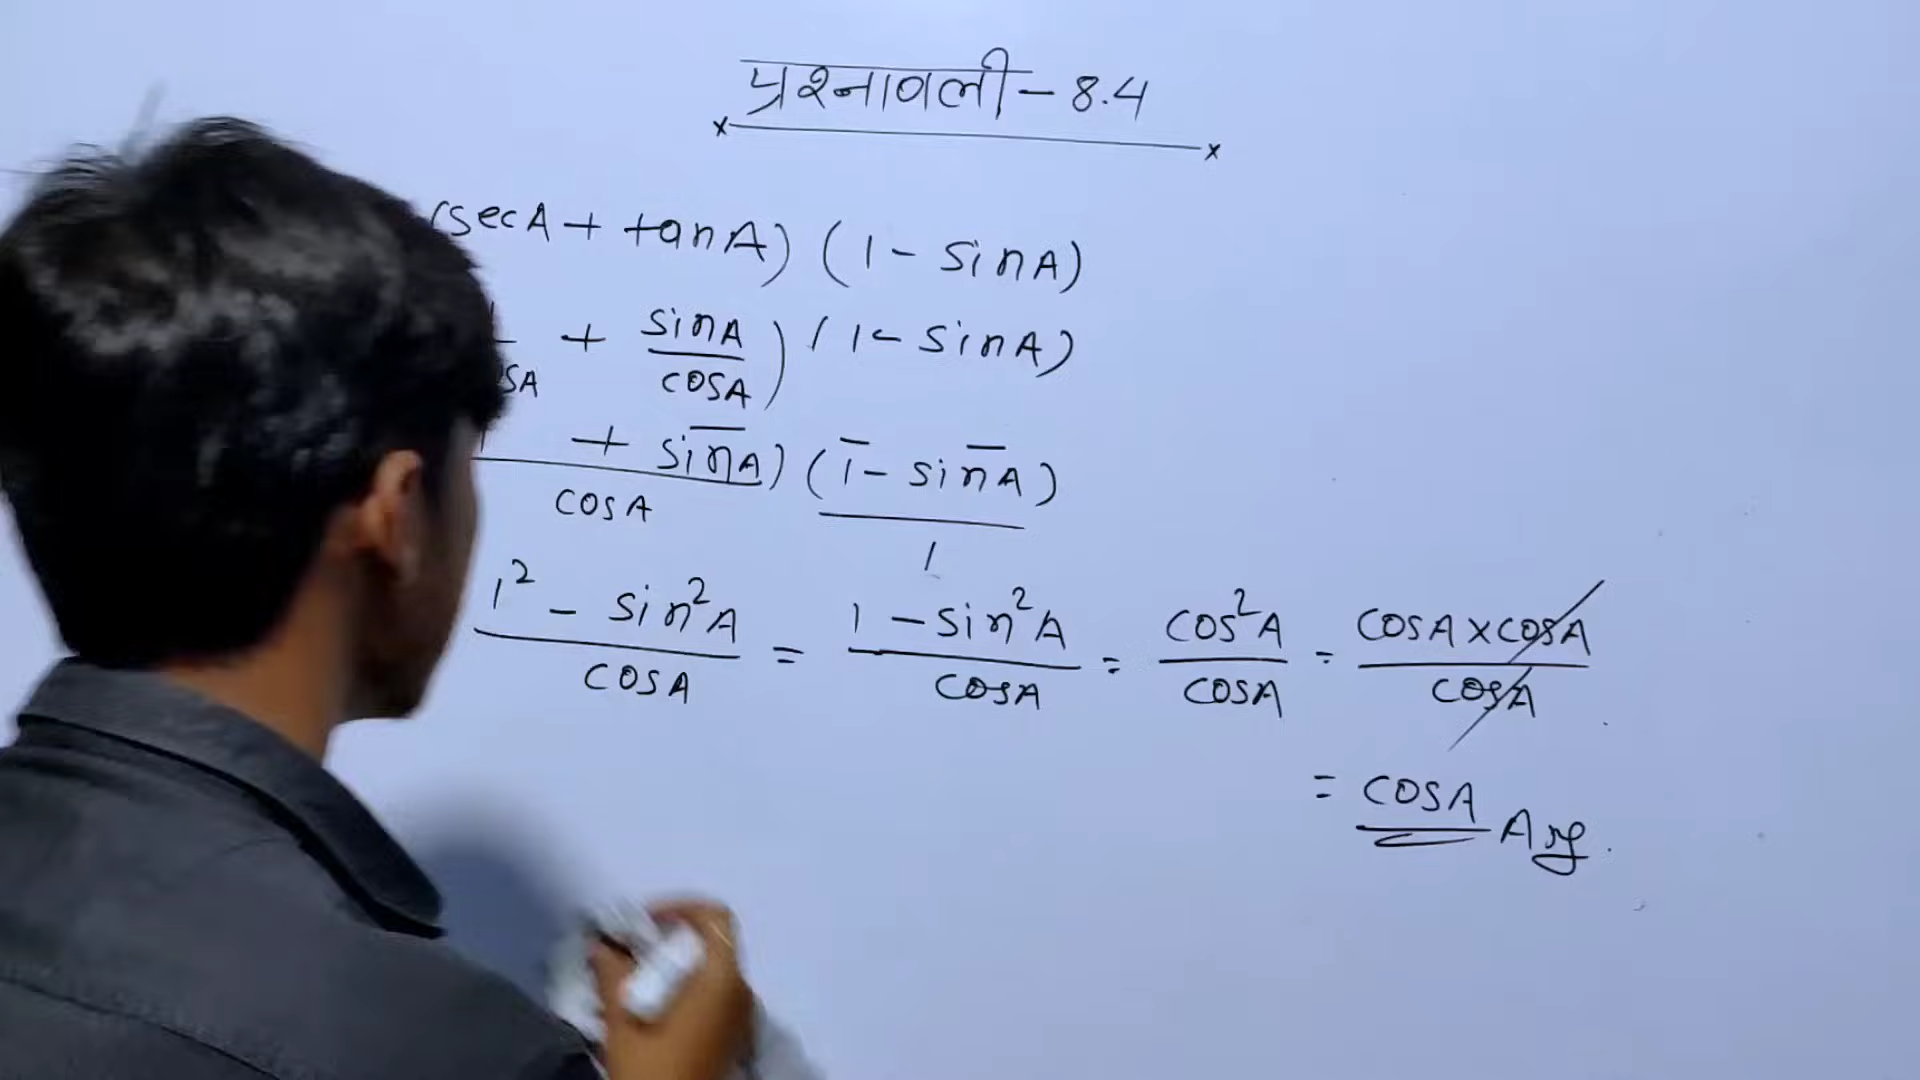 प्रश्नावली – 8.4
(secA + tanA) (1 - sinA)
+ sinA/cosA) (1 - sinA)
+ sinA)/cosA (1 - sinA)/1
1² - sin²A/cosA = 1 - sin²A/cosA = cos²A/cosA = cosA x cosA/cosA
= cosA Ans.